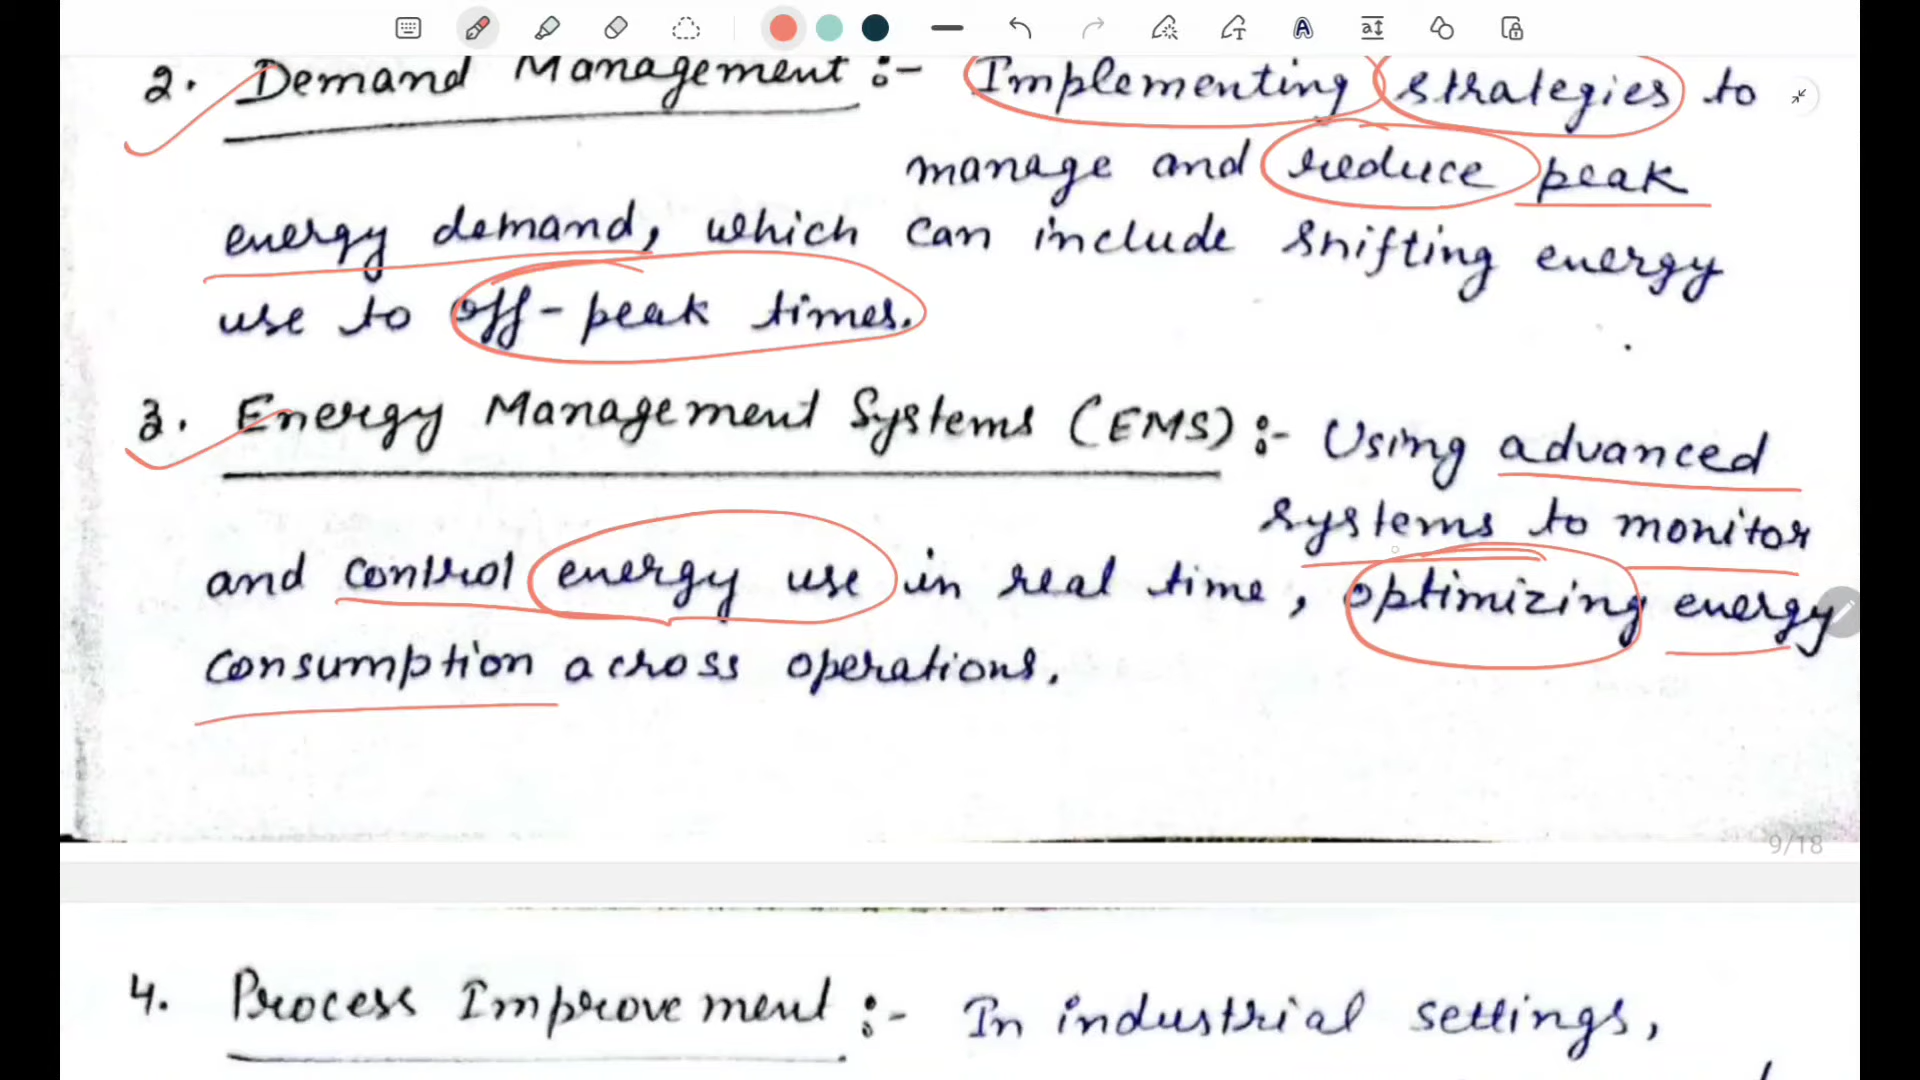 2. Demand Management :- Implementing strategies to
manage and reduce peak
energy demand, which can include shifting energy
use to off-peak times.
3. Energy Management Systems (EMS) :- Using advanced
systems to monitor
and control energy use in real time, optimizing energy
consumption across operations.
9/18
4. Process Improvement :- In industrial settings,